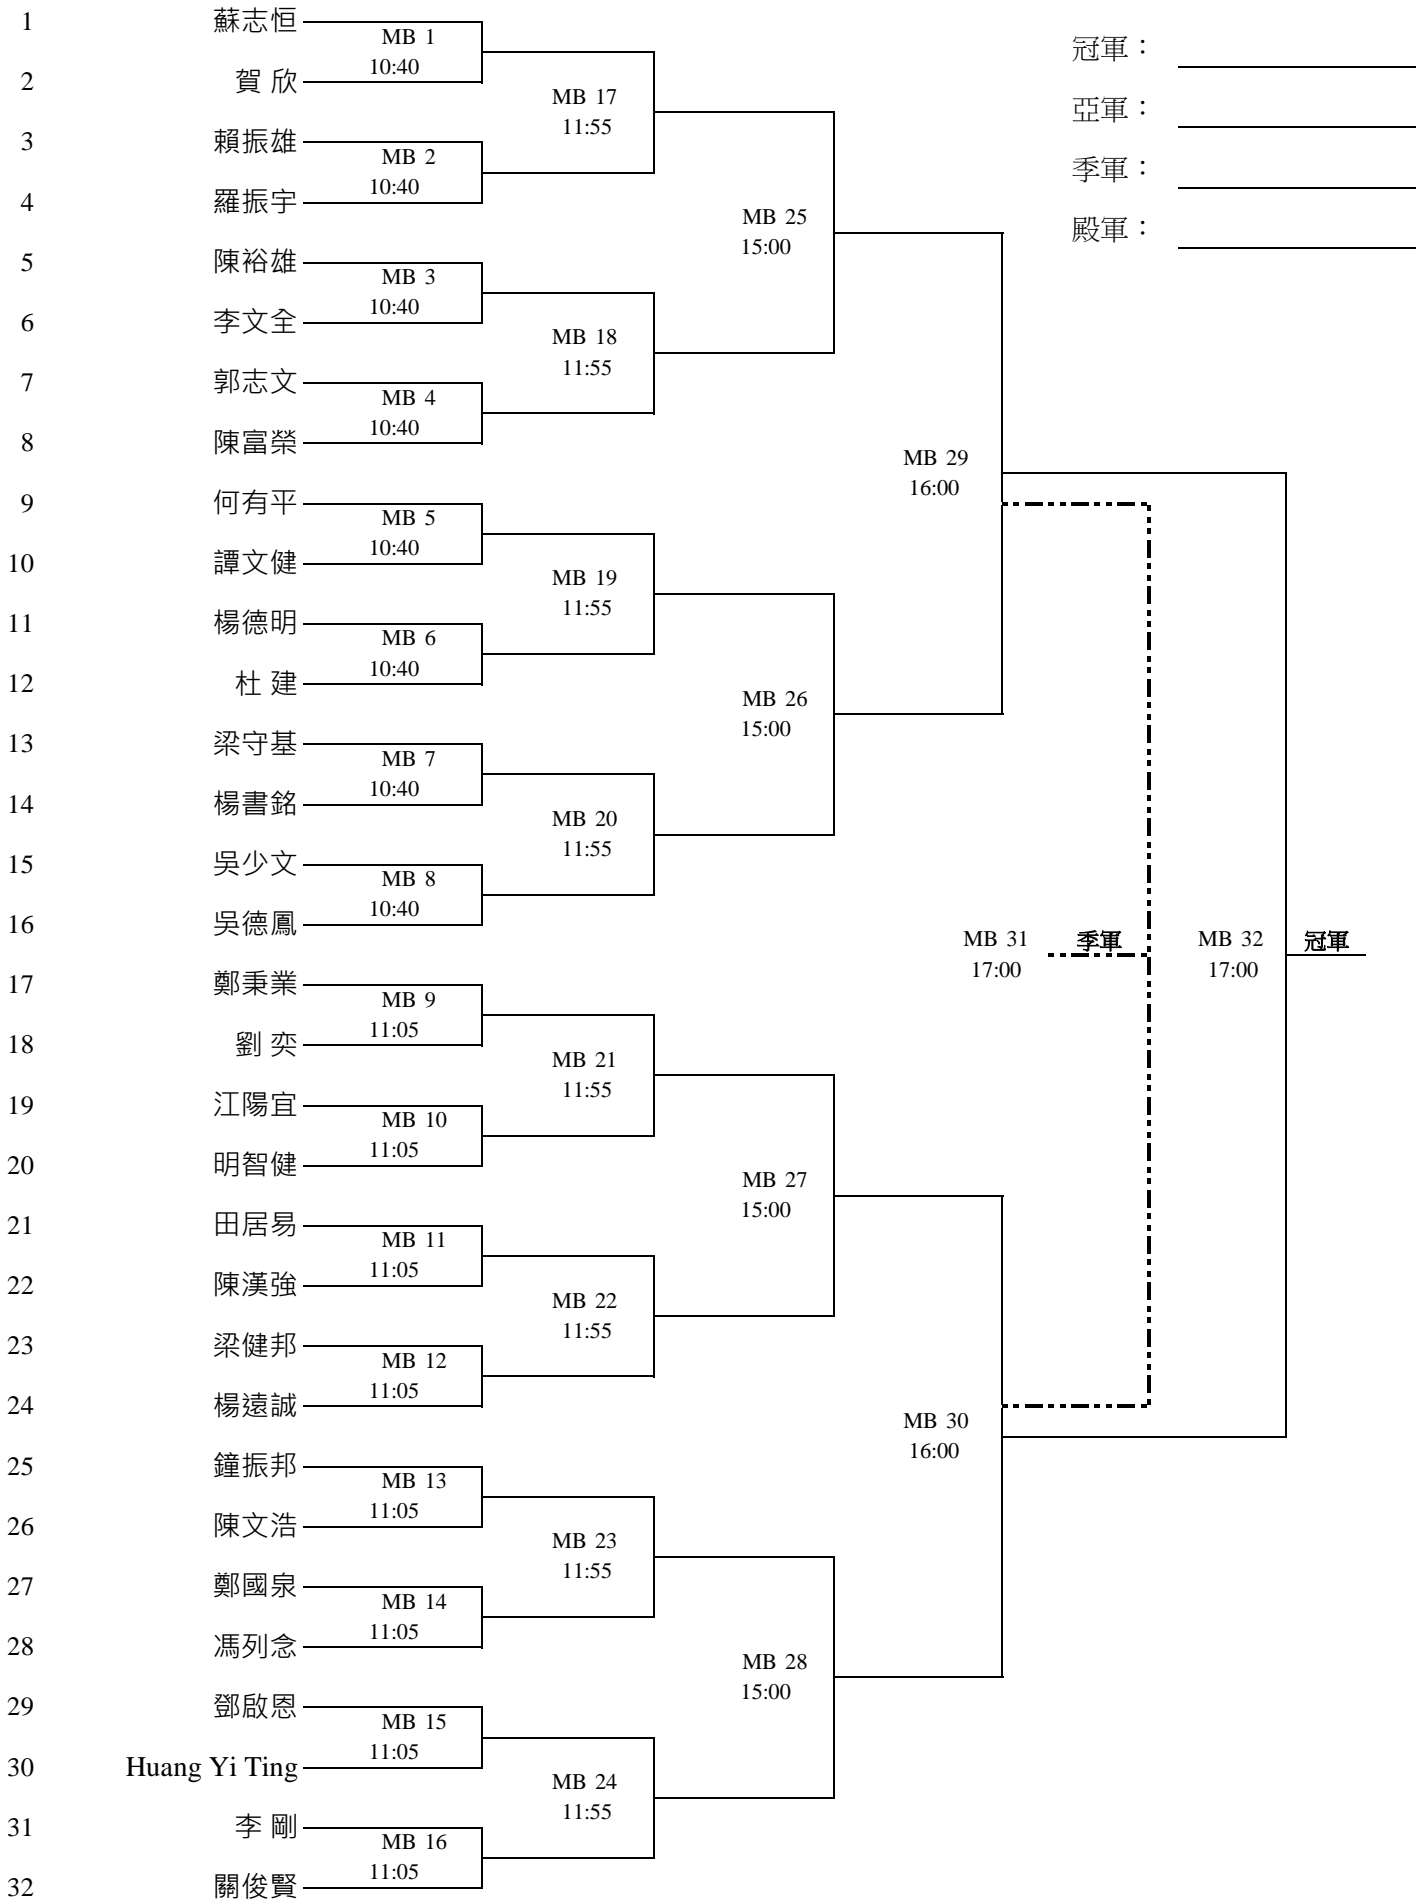 1 蘇志恒
MB 1
10:40
2 賀 欣
MB 17
11:55
3 賴振雄
MB 2
10:40
4 羅振宇
MB 25
15:00
5 陳裕雄
MB 3
10:40
6 李文全
MB 18
11:55
7 郭志文
MB 4
10:40
8 陳富榮
MB 29
16:00
9 何有平
MB 5
10:40
10 譚文健
MB 19
11:55
11 楊德明
MB 6
10:40
12 杜 建
MB 26
15:00
13 梁守基
MB 7
10:40
14 楊書銘
MB 20
11:55
15 吳少文
MB 8
10:40
16 吳德鳳
MB 31
17:00
季軍
MB 32
17:00
冠軍
17 鄭秉業
MB 9
11:05
18 劉 奕
MB 21
11:55
19 江陽宜
MB 10
11:05
20 明智健
MB 27
15:00
21 田居易
MB 11
11:05
22 陳漢強
MB 22
11:55
23 梁健邦
MB 12
11:05
24 楊遠誠
MB 30
16:00
25 鐘振邦
MB 13
11:05
26 陳文浩
MB 23
11:55
27 鄭國泉
MB 14
11:05
28 馮列念
MB 28
15:00
29 鄧啟恩
MB 15
11:05
30 Huang Yi Ting
MB 24
11:55
31 李 剛
MB 16
11:05
32 關俊賢
冠軍：
亞軍：
季軍：
殿軍：